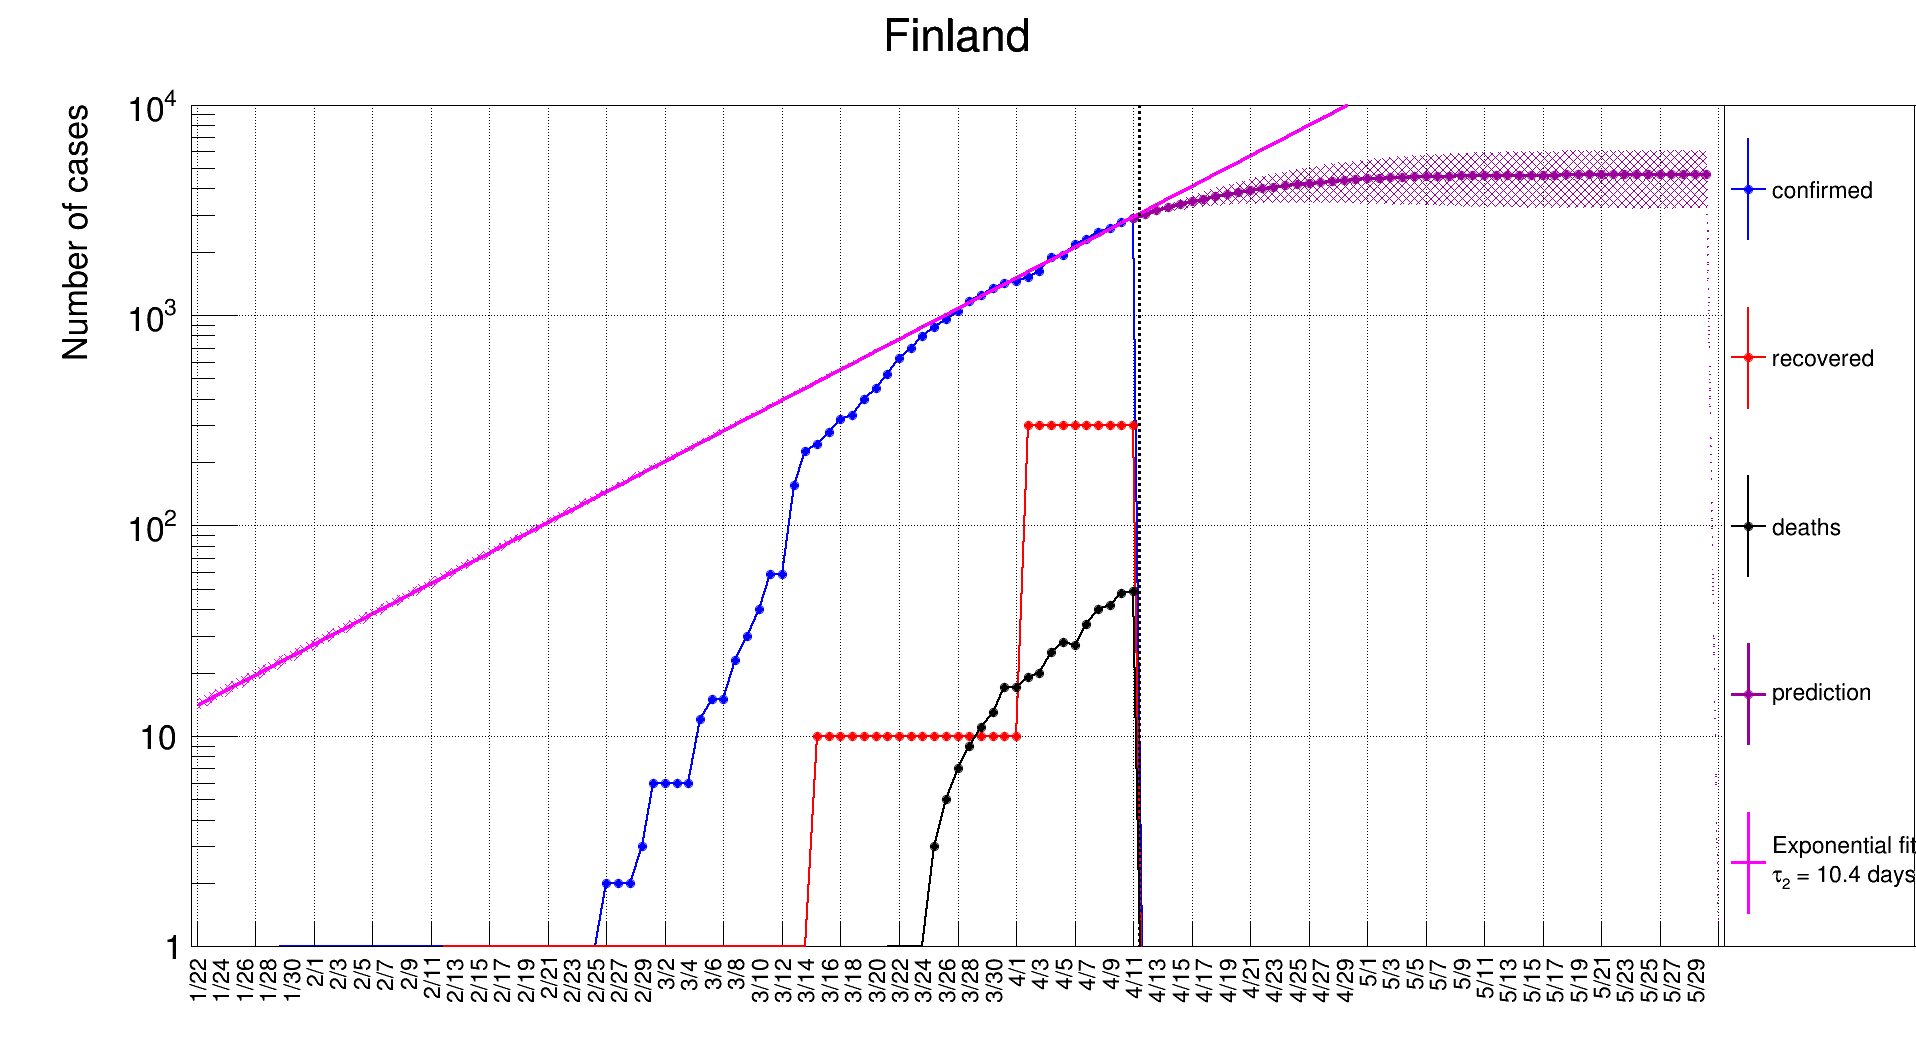 Finland
Number of cases
10⁴
10³
10²
10
1
1/22 1/24 1/26 1/28 1/30 2/1 2/3 2/5 2/7 2/9 2/11 2/13 2/15 2/17 2/19 2/21 2/23 2/25 2/27 2/29 3/2 3/4 3/6 3/8 3/10 3/12 3/14 3/16 3/18 3/20 3/22 3/24 3/26 3/28 3/30 4/1 4/3 4/5 4/7 4/9 4/11 4/13 4/15 4/17 4/19 4/21 4/23 4/25 4/27 4/29 5/1 5/3 5/5 5/7 5/9 5/11 5/13 5/15 5/17 5/19 5/21 5/23 5/25 5/27 5/29
confirmed
recovered
deaths
prediction
Exponential fit
τ₂ = 10.4 days